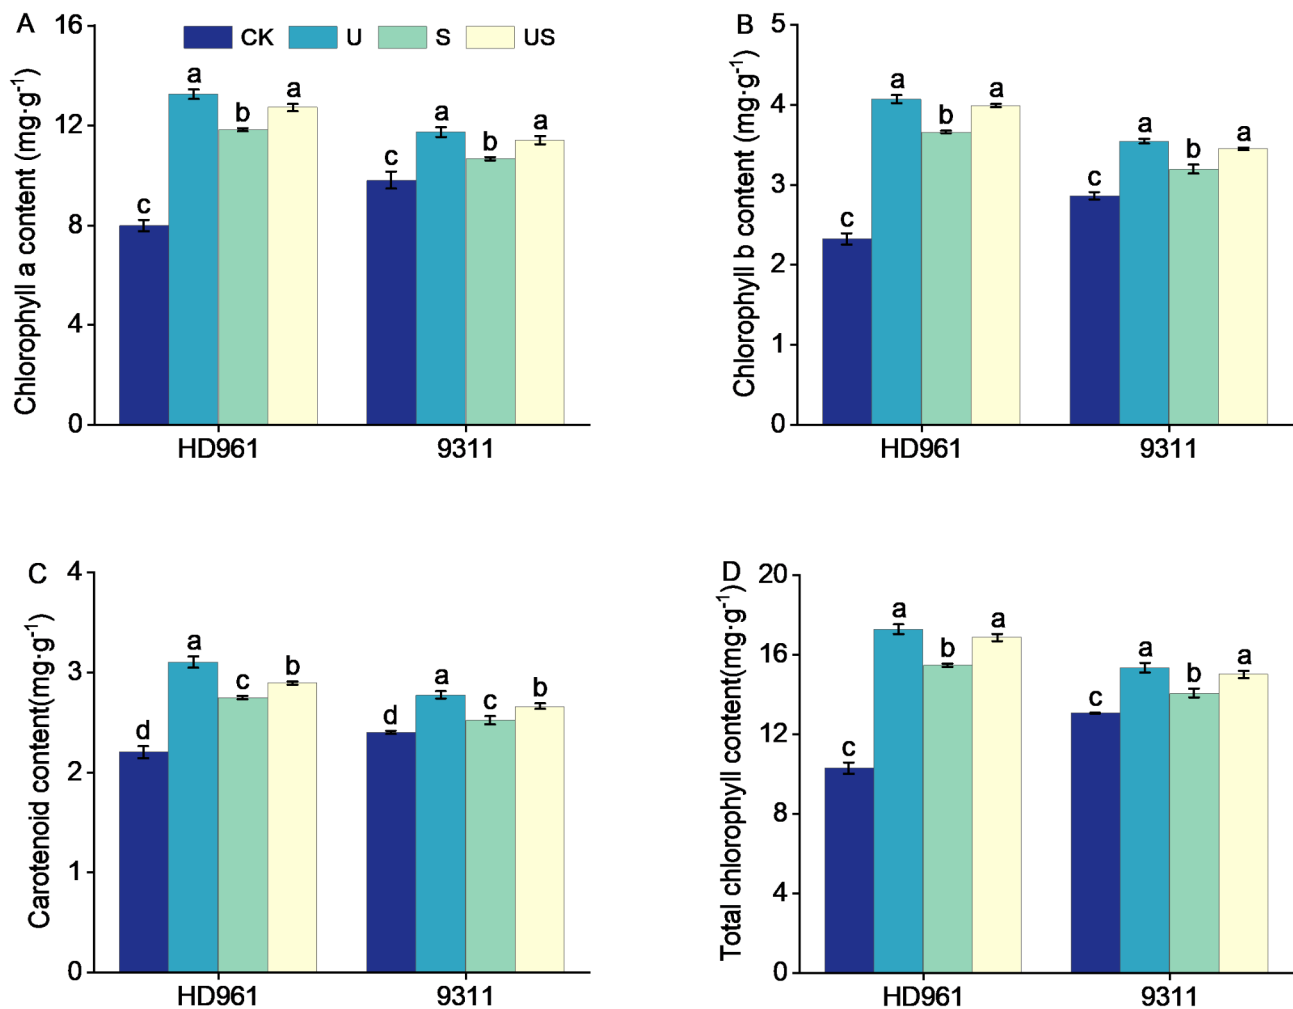 A
CK U S US
Chlorophyll a content (mg·g⁻¹)
16
12
8
4
0
c a b a
c a b a
HD961 9311
B
Chlorophyll b content (mg·g⁻¹)
5
4
3
2
1
0
c a b a
c a b a
HD961 9311
C
Carotenoid content(mg·g⁻¹)
4
3
2
1
0
d a c b
d a c b
HD961 9311
D
Total chlorophyll content(mg·g⁻¹)
20
16
12
8
4
0
c a b a
c a b a
HD961 9311